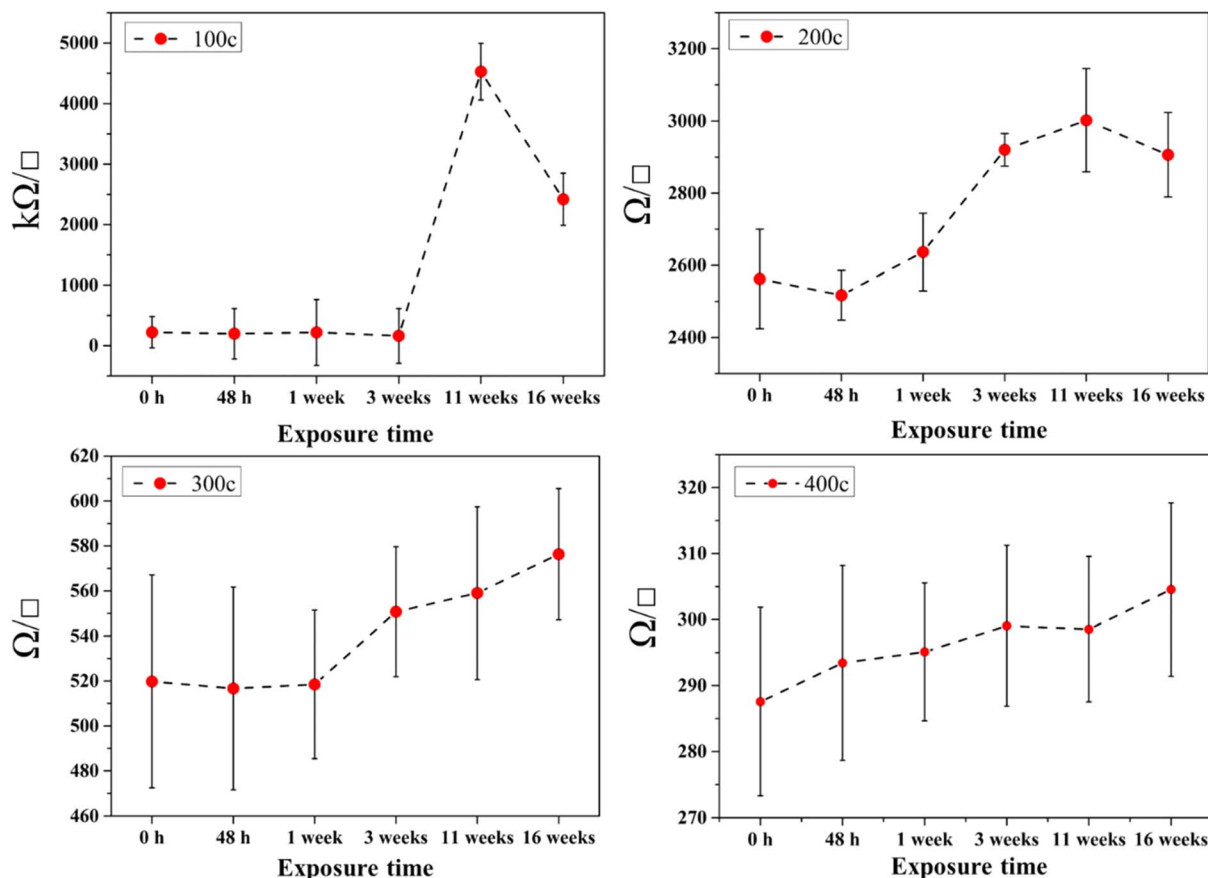 100c
5000
4000
3000
2000
1000
0
kΩ/□
0 h 48 h 1 week 3 weeks 11 weeks 16 weeks
Exposure time
200c
3200
3000
2800
2600
2400
Ω/□
0 h 48 h 1 week 3 weeks 11 weeks 16 weeks
Exposure time
300c
620
600
580
560
540
520
500
480
460
Ω/□
0 h 48 h 1 week 3 weeks 11 weeks 16 weeks
Exposure time
400c
320
310
300
290
280
270
Ω/□
0 h 48 h 1 week 3 weeks 11 weeks 16 weeks
Exposure time